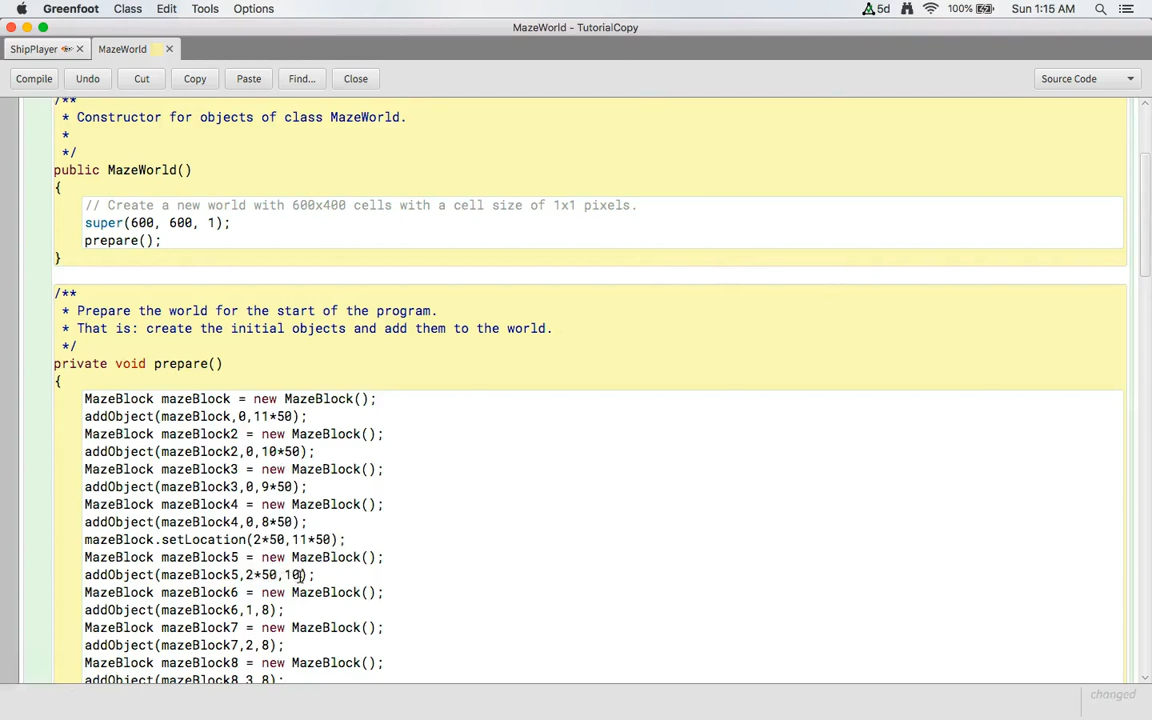 Greenfoot Class Edit Tools Options 5d 100% Sun 1:15 AM
MazeWorld - TutorialCopy
ShipPlayer MazeWorld
Compile Undo Cut Copy Paste Find... Close Source Code
/**
* Constructor for objects of class MazeWorld.
*
*/
public MazeWorld()
{
// Create a new world with 600x400 cells with a cell size of 1x1 pixels.
super(600, 600, 1);
prepare();
}
/**
* Prepare the world for the start of the program.
* That is: create the initial objects and add them to the world.
*/
private void prepare()
{
MazeBlock mazeBlock = new MazeBlock();
addObject(mazeBlock,0,11*50);
MazeBlock mazeBlock2 = new MazeBlock();
addObject(mazeBlock2,0,10*50);
MazeBlock mazeBlock3 = new MazeBlock();
addObject(mazeBlock3,0,9*50);
MazeBlock mazeBlock4 = new MazeBlock();
addObject(mazeBlock4,0,8*50);
mazeBlock.setLocation(2*50,11*50);
MazeBlock mazeBlock5 = new MazeBlock();
addObject(mazeBlock5,2*50,10);
MazeBlock mazeBlock6 = new MazeBlock();
addObject(mazeBlock6,1,8);
MazeBlock mazeBlock7 = new MazeBlock();
addObject(mazeBlock7,2,8);
MazeBlock mazeBlock8 = new MazeBlock();
addObject(mazeBlock8,3,8);
changed